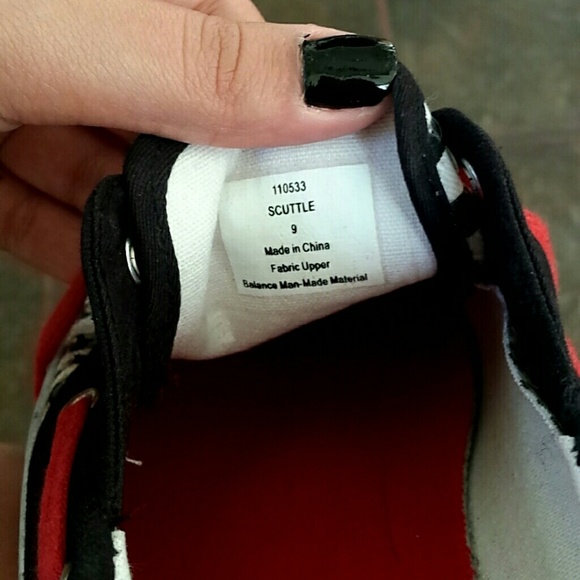 110533
SCUTTLE
9
Made in China
Fabric Upper
Balance Man-Made Material